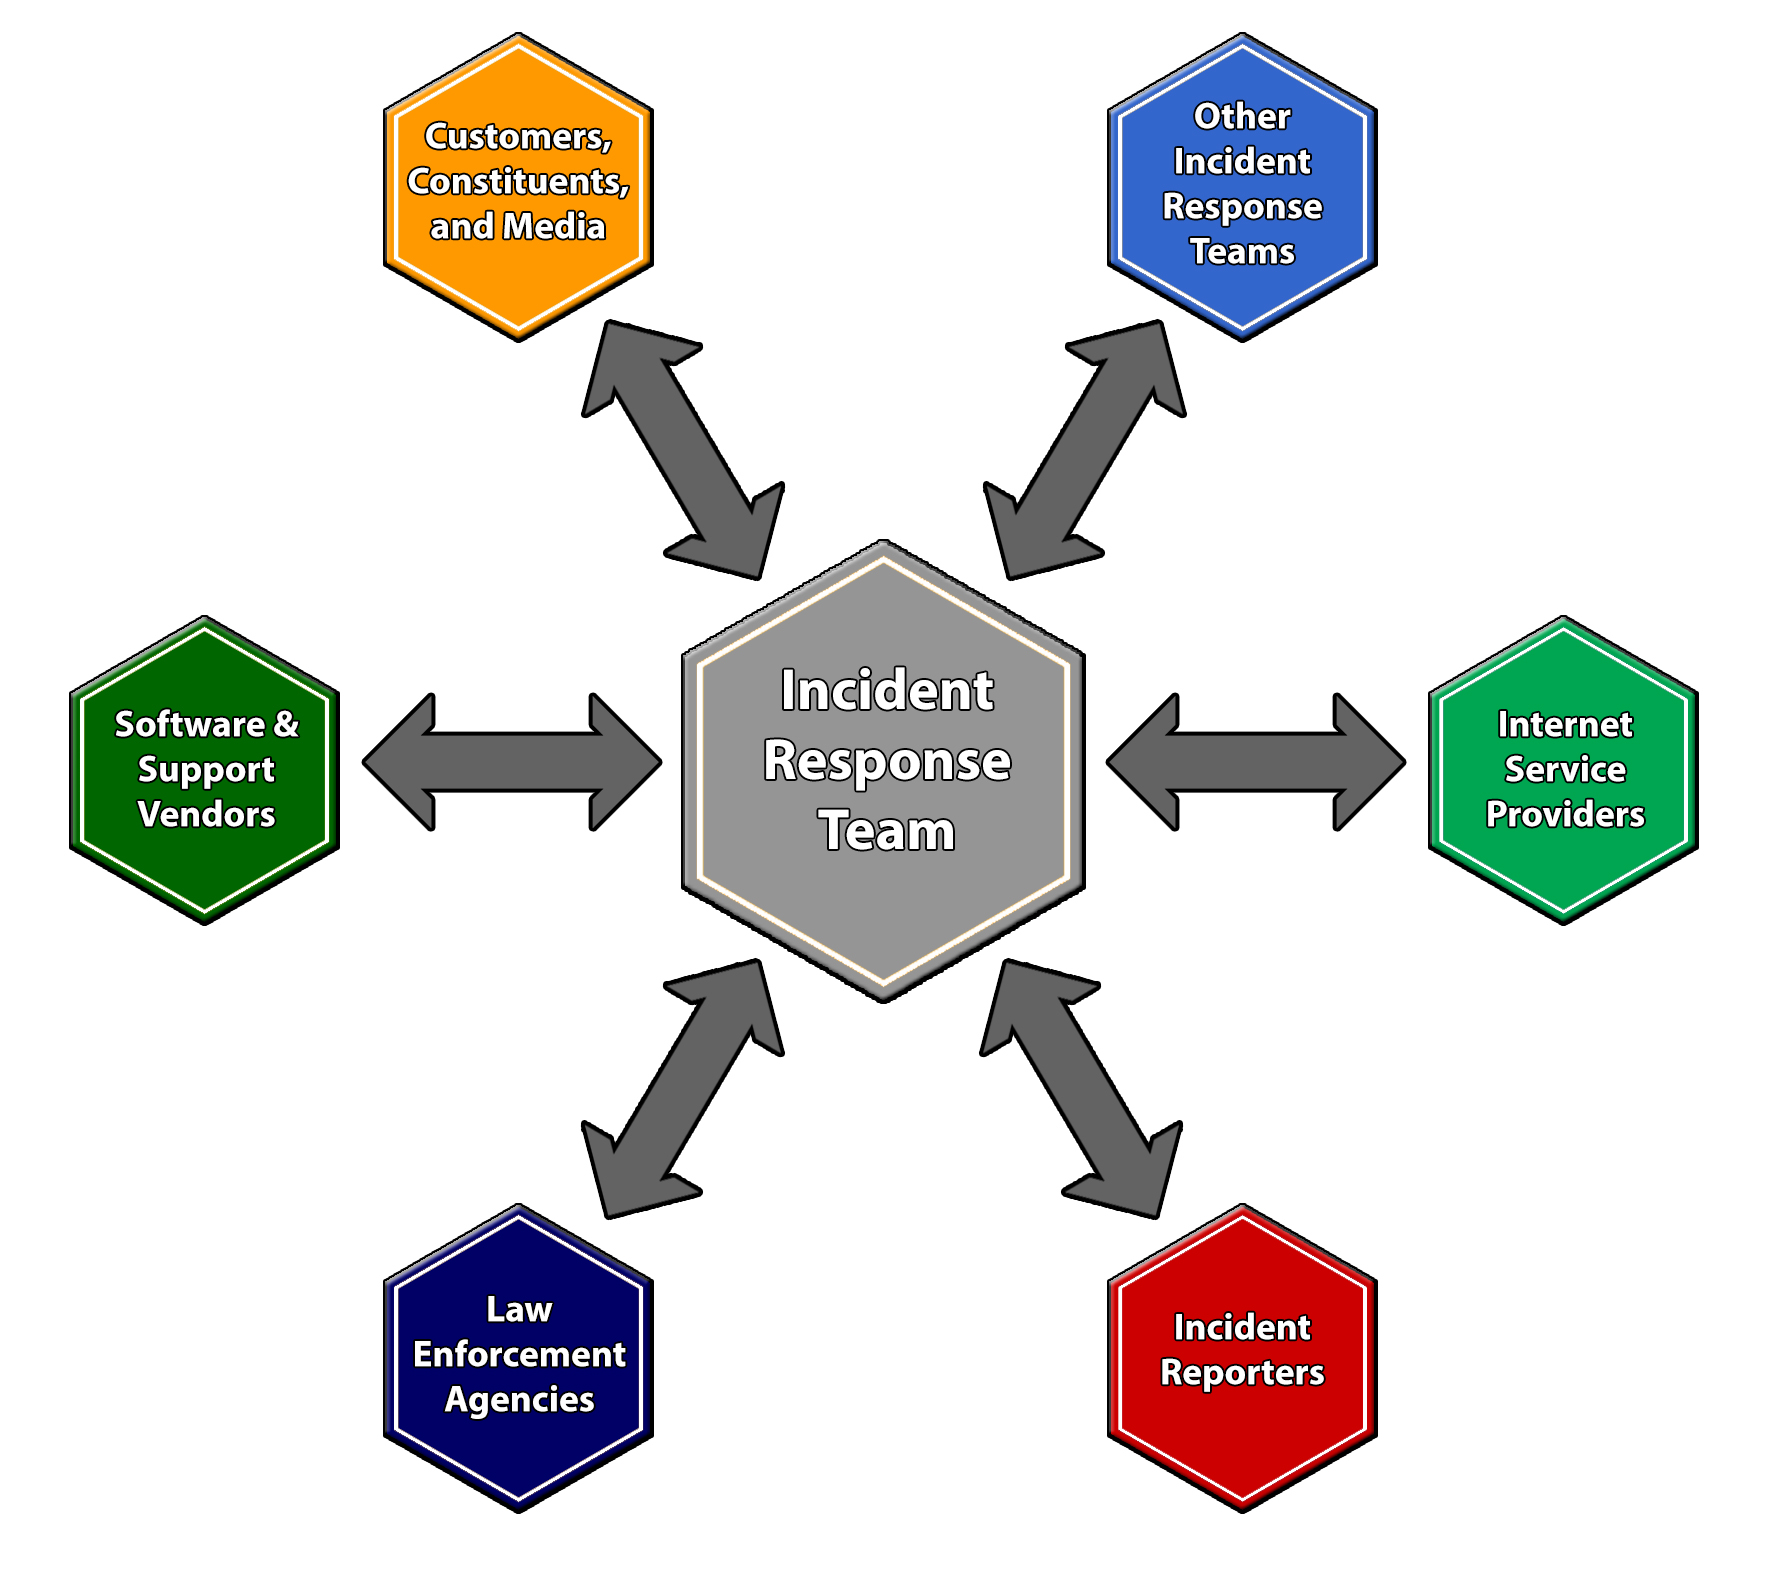 Customers,
Constituents,
and Media
Other
Incident
Response
Teams
Software &
Support
Vendors
Incident
Response
Team
Internet
Service
Providers
Law
Enforcement
Agencies
Incident
Reporters